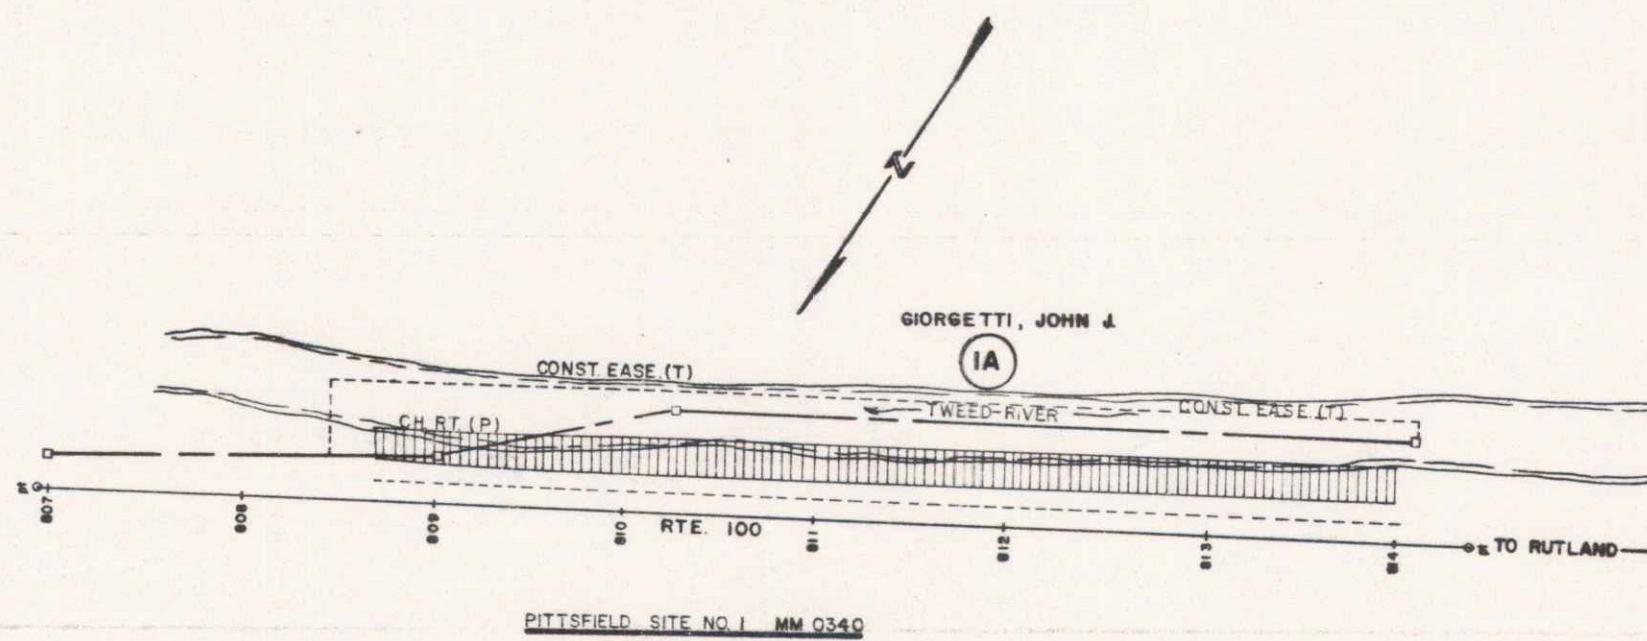 N
GIORGETTI, JOHN J.
1A
CONST. EASE. (T)
TWEED RIVER
CONST. EASE. (T)
CH. RT. (P)
807
808
809
810
811
812
813
814
RTE. 100
TO RUTLAND
PITTSFIELD SITE NO. 1 MM 0340